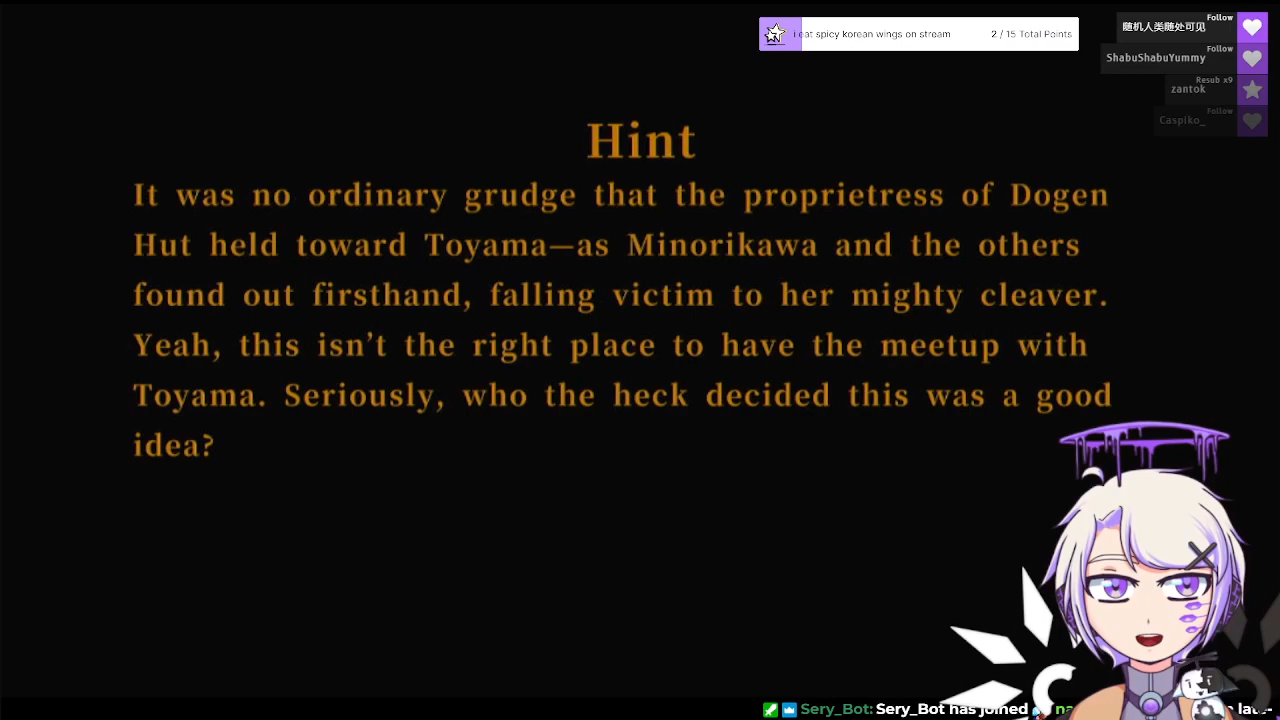 i eat spicy korean wings on stream 2 / 15 Total Points
Follow
随机人类随处可见
Follow
ShabuShabuYummy
Resub x9
zantok
Follow
Caspiko_
Hint
It was no ordinary grudge that the proprietress of Dogen
Hut held toward Toyama—as Minorikawa and the others
found out firsthand, falling victim to her mighty cleaver.
Yeah, this isn't the right place to have the meetup with
Toyama. Seriously, who the heck decided this was a good
idea?
Sery_Bot: Sery_Bot has joined